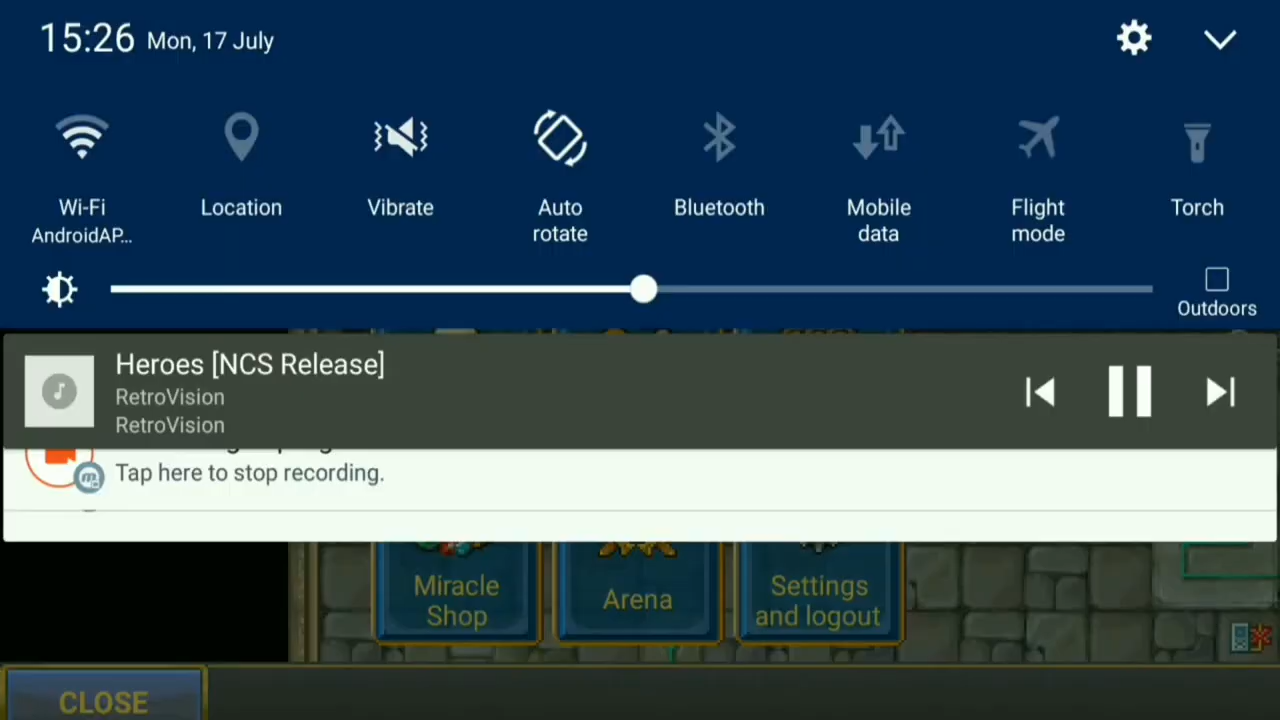 15:26 Mon, 17 July
Wi-Fi
AndroidAP...
Location
Vibrate
Auto
rotate
Bluetooth
Mobile
data
Flight
mode
Torch
Outdoors
Heroes [NCS Release]
RetroVision
RetroVision
Tap here to stop recording.
Miracle
Shop
Arena
Settings
and logout
CLOSE